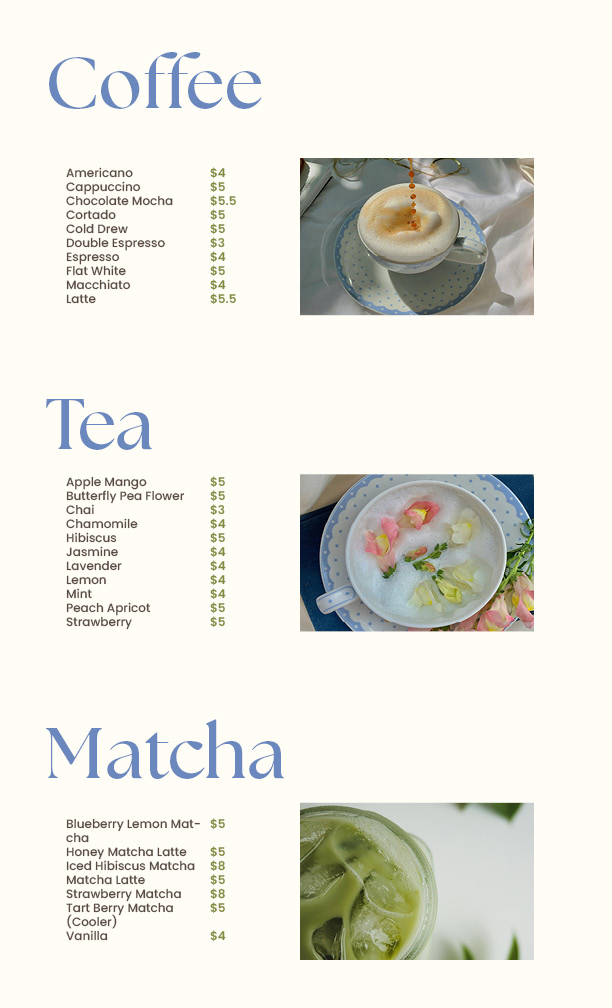 Coffee
Americano $4
Cappuccino $5
Chocolate Mocha $5.5
Cortado $5
Cold Drew $5
Double Espresso $3
Espresso $4
Flat White $5
Macchiato $4
Latte $5.5
Tea
Apple Mango $5
Butterfly Pea Flower $5
Chai $3
Chamomile $4
Hibiscus $5
Jasmine $4
Lavender $4
Lemon $4
Mint $4
Peach Apricot $5
Strawberry $5
Matcha
Blueberry Lemon Mat- $5
cha
Honey Matcha Latte $5
Iced Hibiscus Matcha $8
Matcha Latte $5
Strawberry Matcha $8
Tart Berry Matcha $5
(Cooler)
Vanilla $4